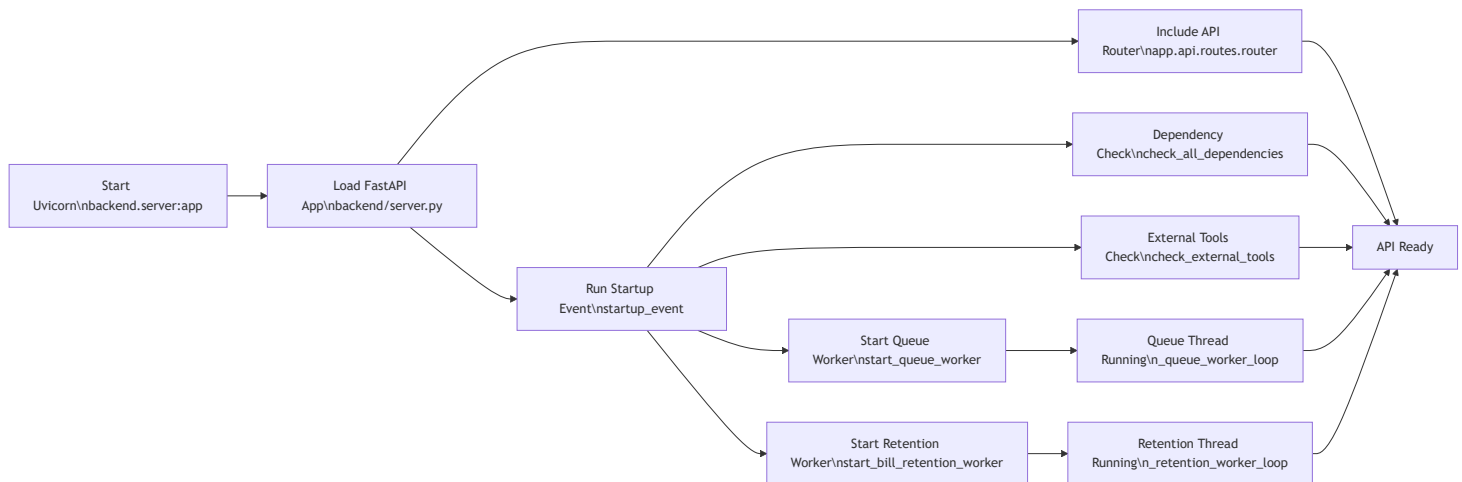 Start
Uvicorn\nbackend.server:app
Load FastAPI
App\nbackend/server.py
Run Startup
Event\nstartup_event
Include API
Router\napp.api.routes.router
Dependency
Check\ncheck_all_dependencies
External Tools
Check\ncheck_external_tools
Start Queue
Worker\nstart_queue_worker
Queue Thread
Running\n_queue_worker_loop
Start Retention
Worker\nstart_bill_retention_worker
Retention Thread
Running\n_retention_worker_loop
API Ready